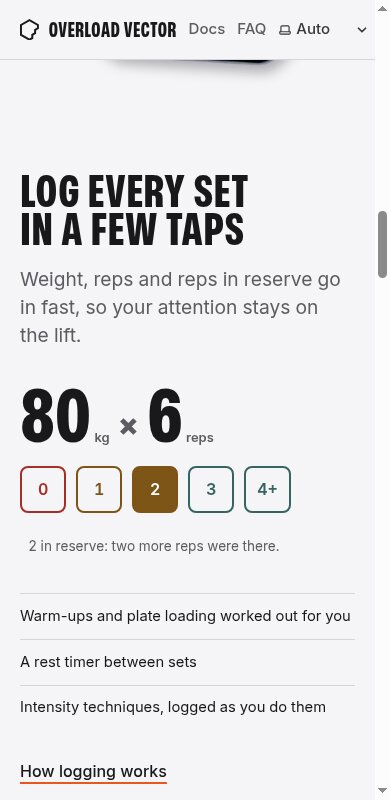 OVERLOAD VECTOR Docs FAQ Auto
LOG EVERY SET
IN A FEW TAPS
Weight, reps and reps in reserve go
in fast, so your attention stays on
the lift.
80 kg × 6 reps
0 1 2 3 4+
2 in reserve: two more reps were there.
Warm-ups and plate loading worked out for you
A rest timer between sets
Intensity techniques, logged as you do them
How logging works